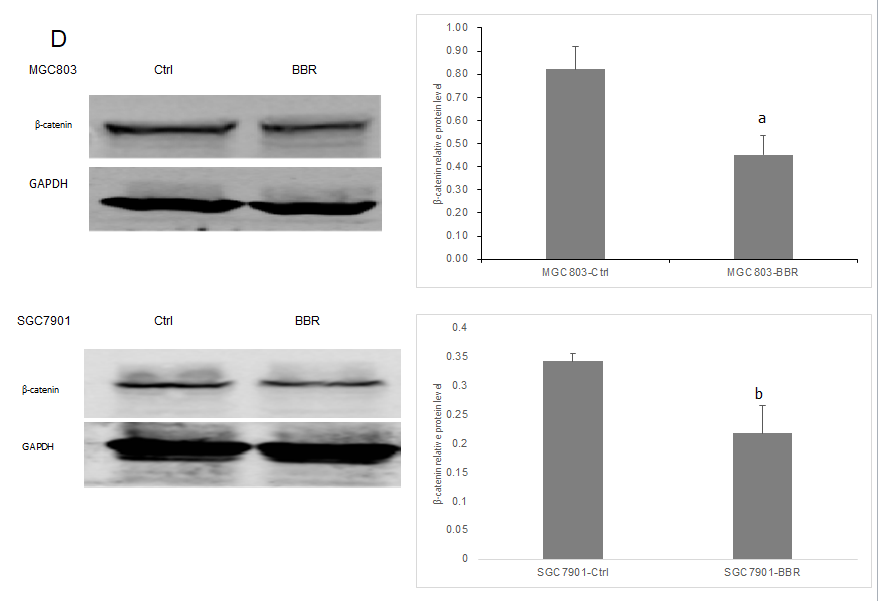 D
MGC803 Ctrl BBR
β-catenin
GAPDH
1.00
0.90
0.80
0.70
0.60
0.50
0.40
0.30
0.20
0.10
0.00
β-catenin relative protein level
a
MGC803-Ctrl MGC803-BBR
SGC7901 Ctrl BBR
β-catenin
GAPDH
0.4
0.35
0.3
0.25
0.2
0.15
0.1
0.05
0
β-catenin relative protein level
b
SGC7901-Ctrl SGC7901-BBR